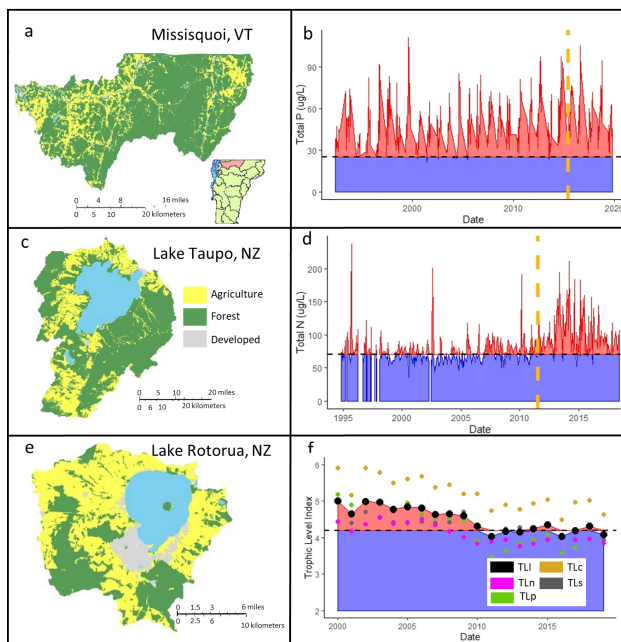 a
Missisquoi, VT
0 4 8 16 miles
0 4 10 20 kilometers
b
Total P (ug/L)
90
60
30
0
2000 2010 2020
Date
c
Lake Taupo, NZ
Agriculture
Forest
Developed
0 5 10 20 miles
0 6 10 20 kilometers
d
Total N (ug/L)
200
150
100
50
0
1995 2000 2005 2010 2015
Date
e
Lake Rotorua, NZ
0 1.5 3 6 miles
0 2.5 6 10 kilometers
f
Trophic Level Index
6
5
4
3
2
TLI TLc
TLn TLs
TLp
2000 2005 2010 2015
Date